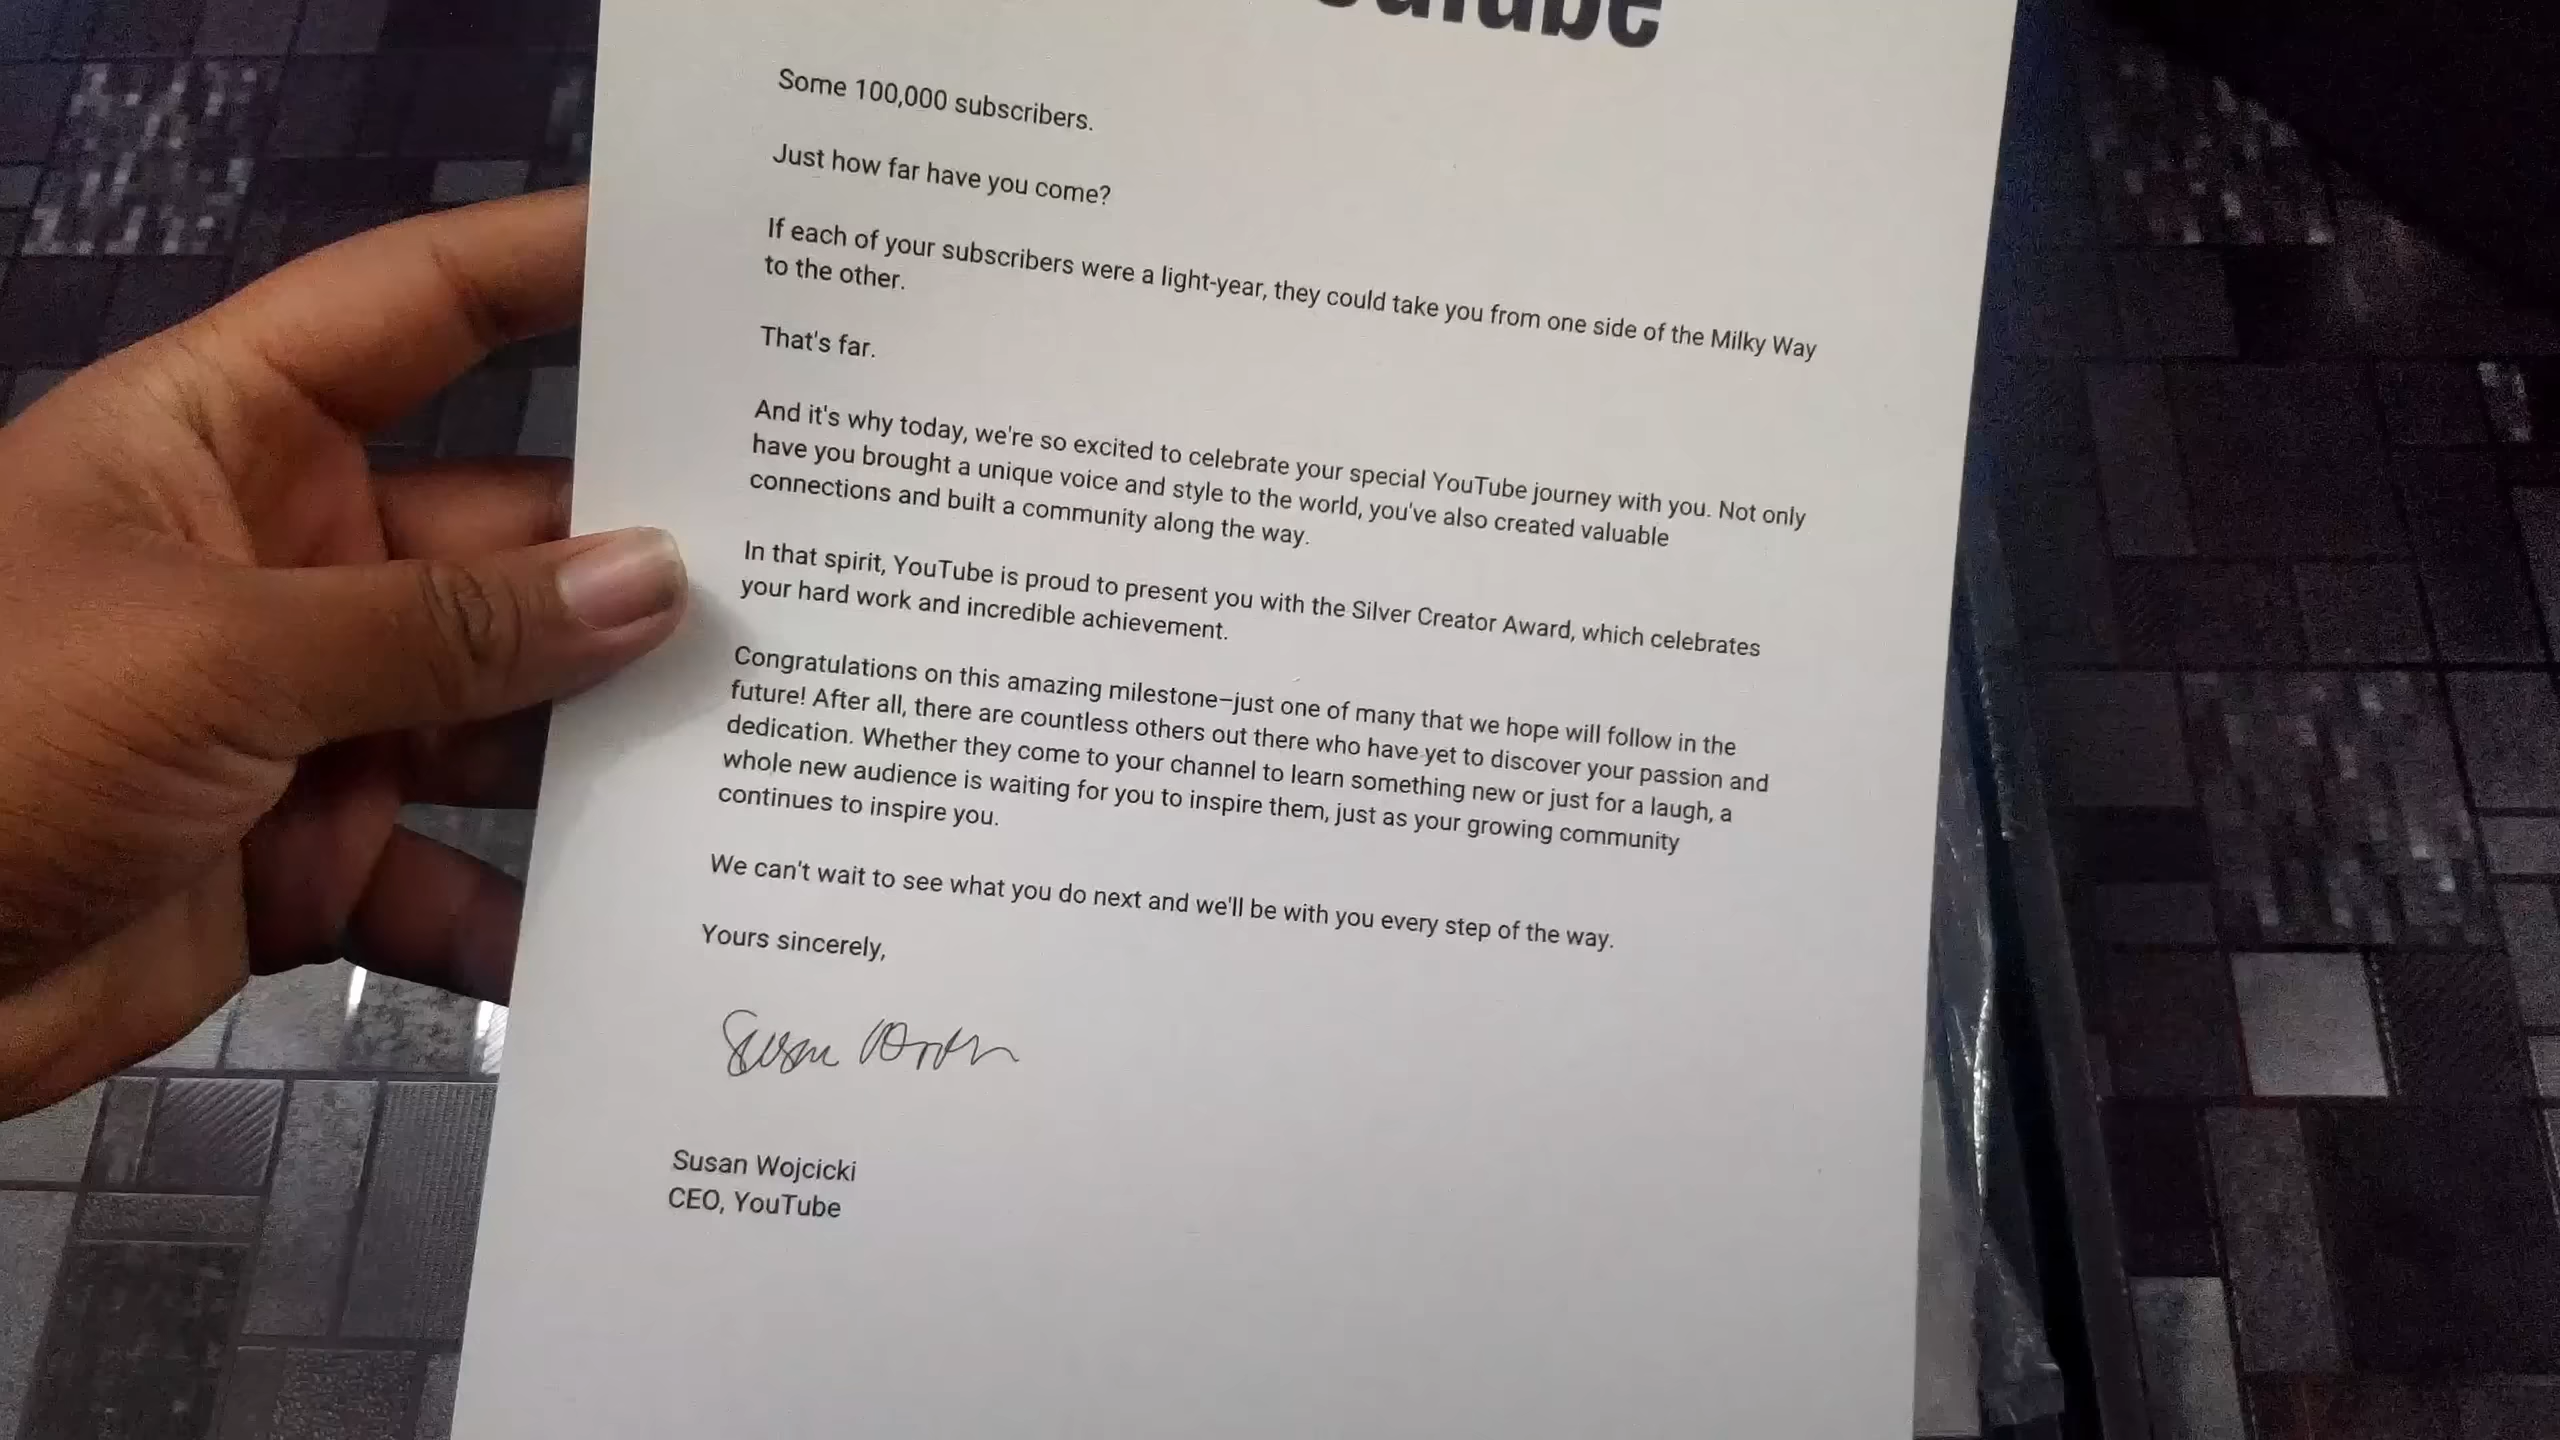 YouTube
Some 100,000 subscribers.
Just how far have you come?
If each of your subscribers were a light-year, they could take you from one side of the Milky Way
to the other.
That's far.
And it's why today, we're so excited to celebrate your special YouTube journey with you. Not only
have you brought a unique voice and style to the world, you've also created valuable
connections and built a community along the way.
In that spirit, YouTube is proud to present you with the Silver Creator Award, which celebrates
your hard work and incredible achievement.
Congratulations on this amazing milestone–just one of many that we hope will follow in the
future! After all, there are countless others out there who have yet to discover your passion and
dedication. Whether they come to your channel to learn something new or just for a laugh, a
whole new audience is waiting for you to inspire them, just as your growing community
continues to inspire you.
We can't wait to see what you do next and we'll be with you every step of the way.
Yours sincerely,
Susan
Susan Wojcicki
CEO, YouTube